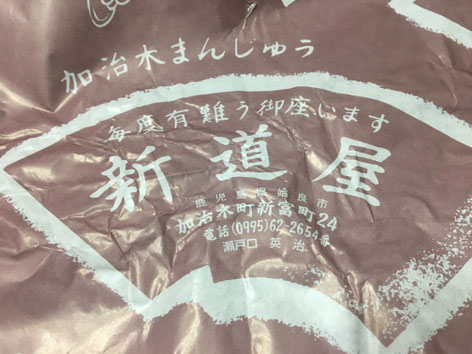 加治木まんじゅう
毎度有難う御座います
新道屋
鹿児島県姶良市
加治木町新富町24
電話(0995)62-2654番
瀬戸口 英治